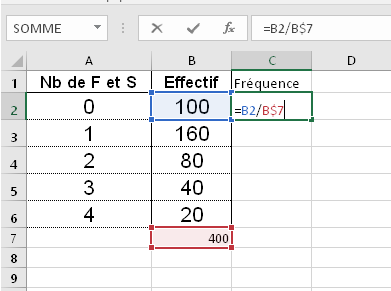 SOMME =B2/B$7
A B C D
1 Nb de F et S Effectif Fréquence
2 0 100 =B2/B$7
3 1 160
4 2 80
5 3 40
6 4 20
7 400
8
9